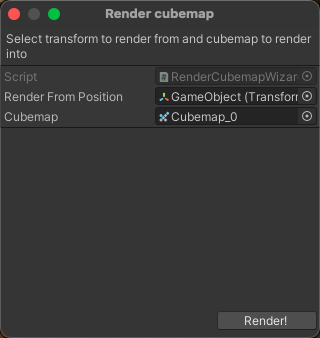 Render cubemap
Select transform to render from and cubemap to render
into
Script RenderCubemapWizar
Render From Position GameObject (Transforr
Cubemap Cubemap_0
Render!